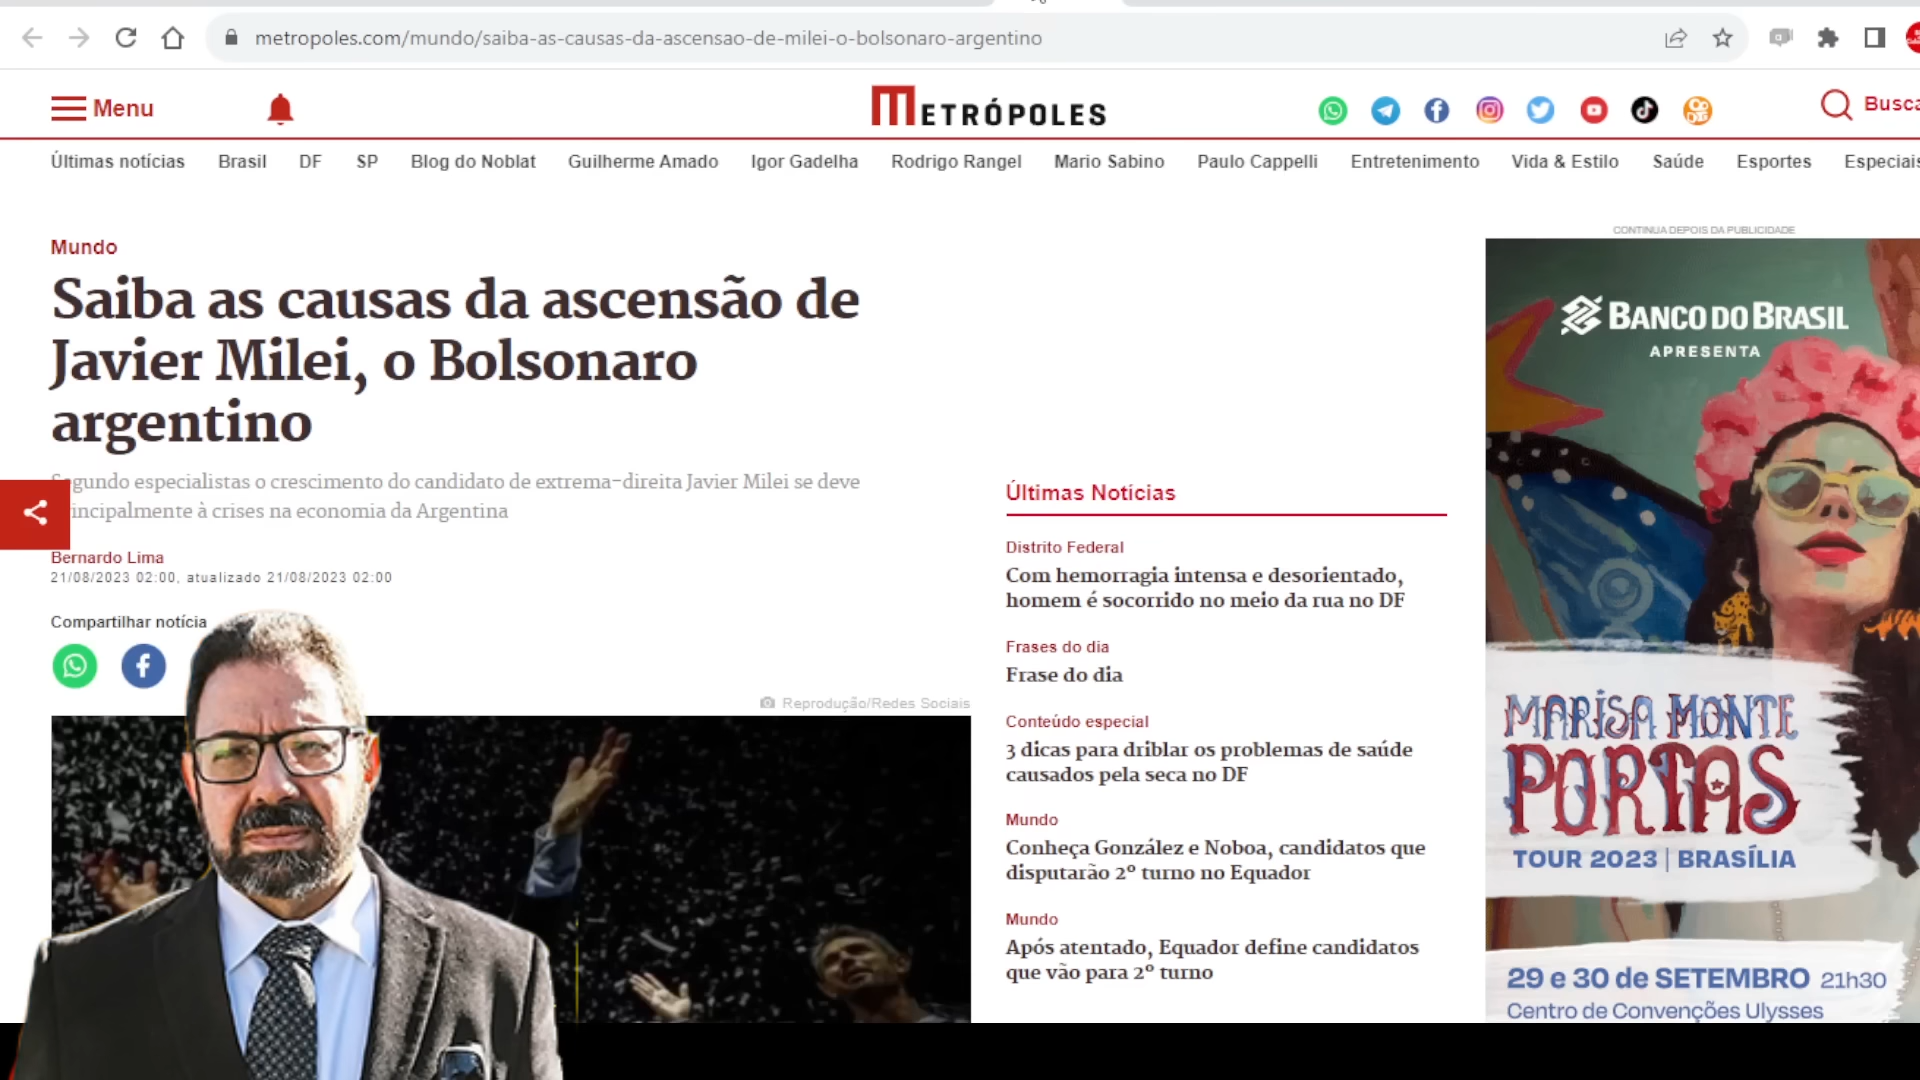 metropoles.com/mundo/saiba-as-causas-da-ascensao-de-milei-o-bolsonaro-argentino
Menu
METRÓPOLES
Busca
Últimas notícias Brasil DF SP Blog do Noblat Guilherme Amado Igor Gadelha Rodrigo Rangel Mario Sabino Paulo Cappelli Entretenimento Vida & Estilo Saúde Esportes Especiais
Mundo
Saiba as causas da ascensão de
Javier Milei, o Bolsonaro
argentino
Segundo especialistas o crescimento do candidato de extrema-direita Javier Milei se deve
incipalmente à crises na economia da Argentina
Bernardo Lima
21/08/2023 02:00, atualizado 21/08/2023 02:00
Compartilhar notícia
Reprodução/Redes Sociais
Últimas Notícias
Distrito Federal
Com hemorragia intensa e desorientado,
homem é socorrido no meio da rua no DF
Frases do dia
Frase do dia
Conteúdo especial
3 dicas para driblar os problemas de saúde
causados pela seca no DF
Mundo
Conheça González e Noboa, candidatos que
disputarão 2º turno no Equador
Mundo
Após atentado, Equador define candidatos
que vão para 2º turno
CONTINUA DEPOIS DA PUBLICIDADE
BANCO DO BRASIL
APRESENTA
MARISA MONTE
PORTAS
TOUR 2023 | BRASÍLIA
29 e 30 de SETEMBRO 21h30
Centro de Convenções Ulysses